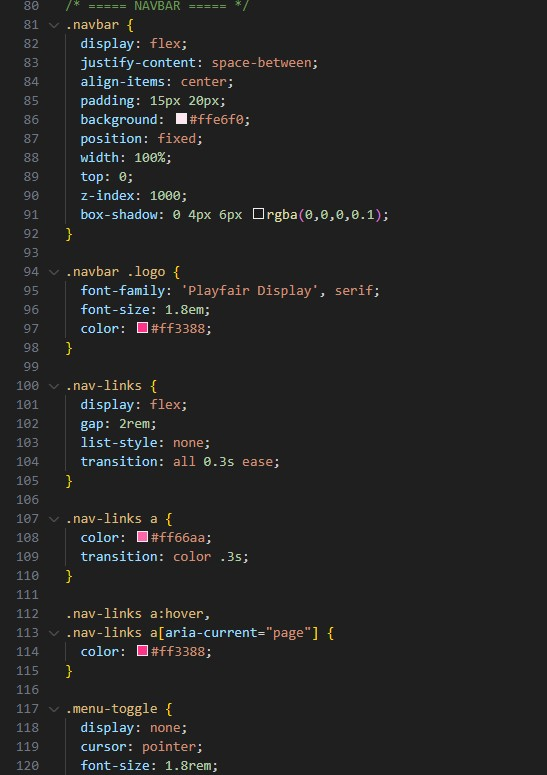 80 /* ===== NAVBAR ===== */
81 .navbar {
82 display: flex;
83 justify-content: space-between;
84 align-items: center;
85 padding: 15px 20px;
86 background: #ffe6f0;
87 position: fixed;
88 width: 100%;
89 top: 0;
90 z-index: 1000;
91 box-shadow: 0 4px 6px rgba(0,0,0,0.1);
92 }
93
94 .navbar .logo {
95 font-family: 'Playfair Display', serif;
96 font-size: 1.8em;
97 color: #ff3388;
98 }
99
100 .nav-links {
101 display: flex;
102 gap: 2rem;
103 list-style: none;
104 transition: all 0.3s ease;
105 }
106
107 .nav-links a {
108 color: #ff66aa;
109 transition: color .3s;
110 }
111
112 .nav-links a:hover,
113 .nav-links a[aria-current="page"] {
114 color: #ff3388;
115 }
116
117 .menu-toggle {
118 display: none;
119 cursor: pointer;
120 font-size: 1.8rem;